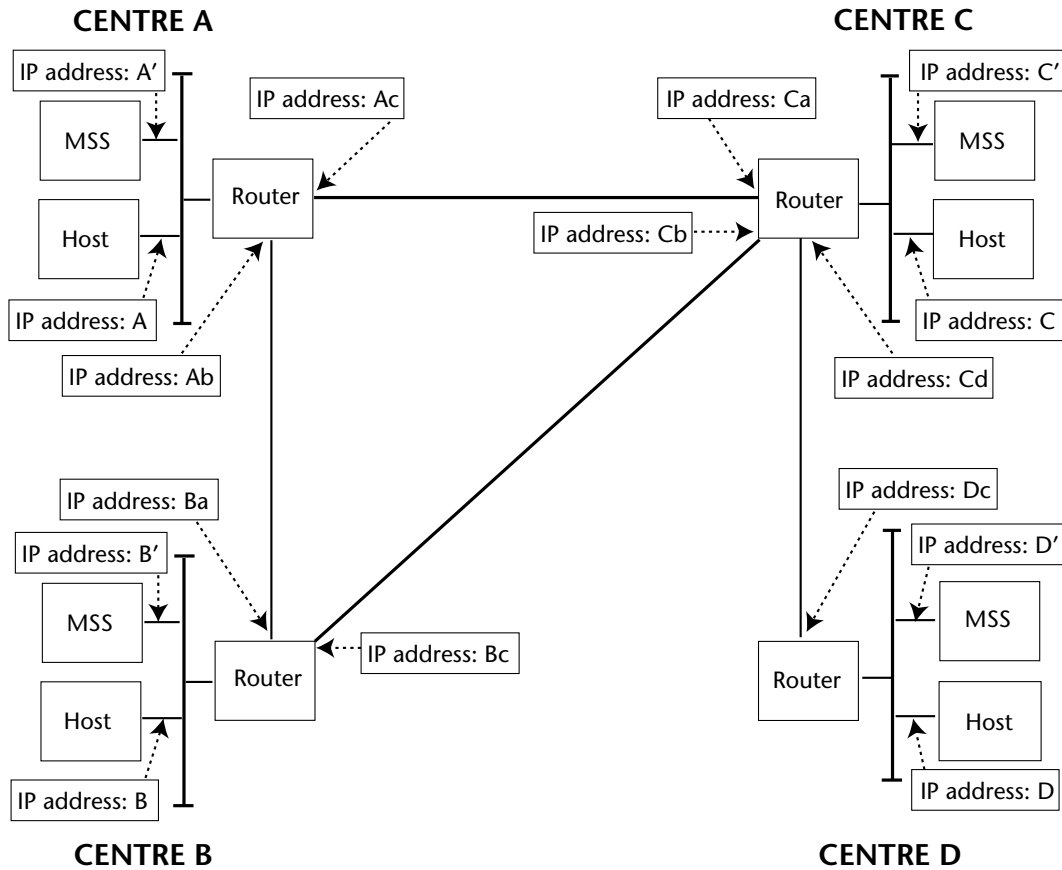 CENTRE A
CENTRE C
IP address: A′
IP address: C'
IP address: Ac
IP address: Ca
MSS
MSS
Router
Router
IP address: Cb
Host
Host
IP address: A
IP address: C
IP address: Ab
IP address: Cd
IP address: Ba
IP address: Dc
IP address: B′
IP address: D′
MSS
MSS
IP address: Bc
Router
Router
Host
Host
IP address: B
IP address: D
CENTRE B
CENTRE D